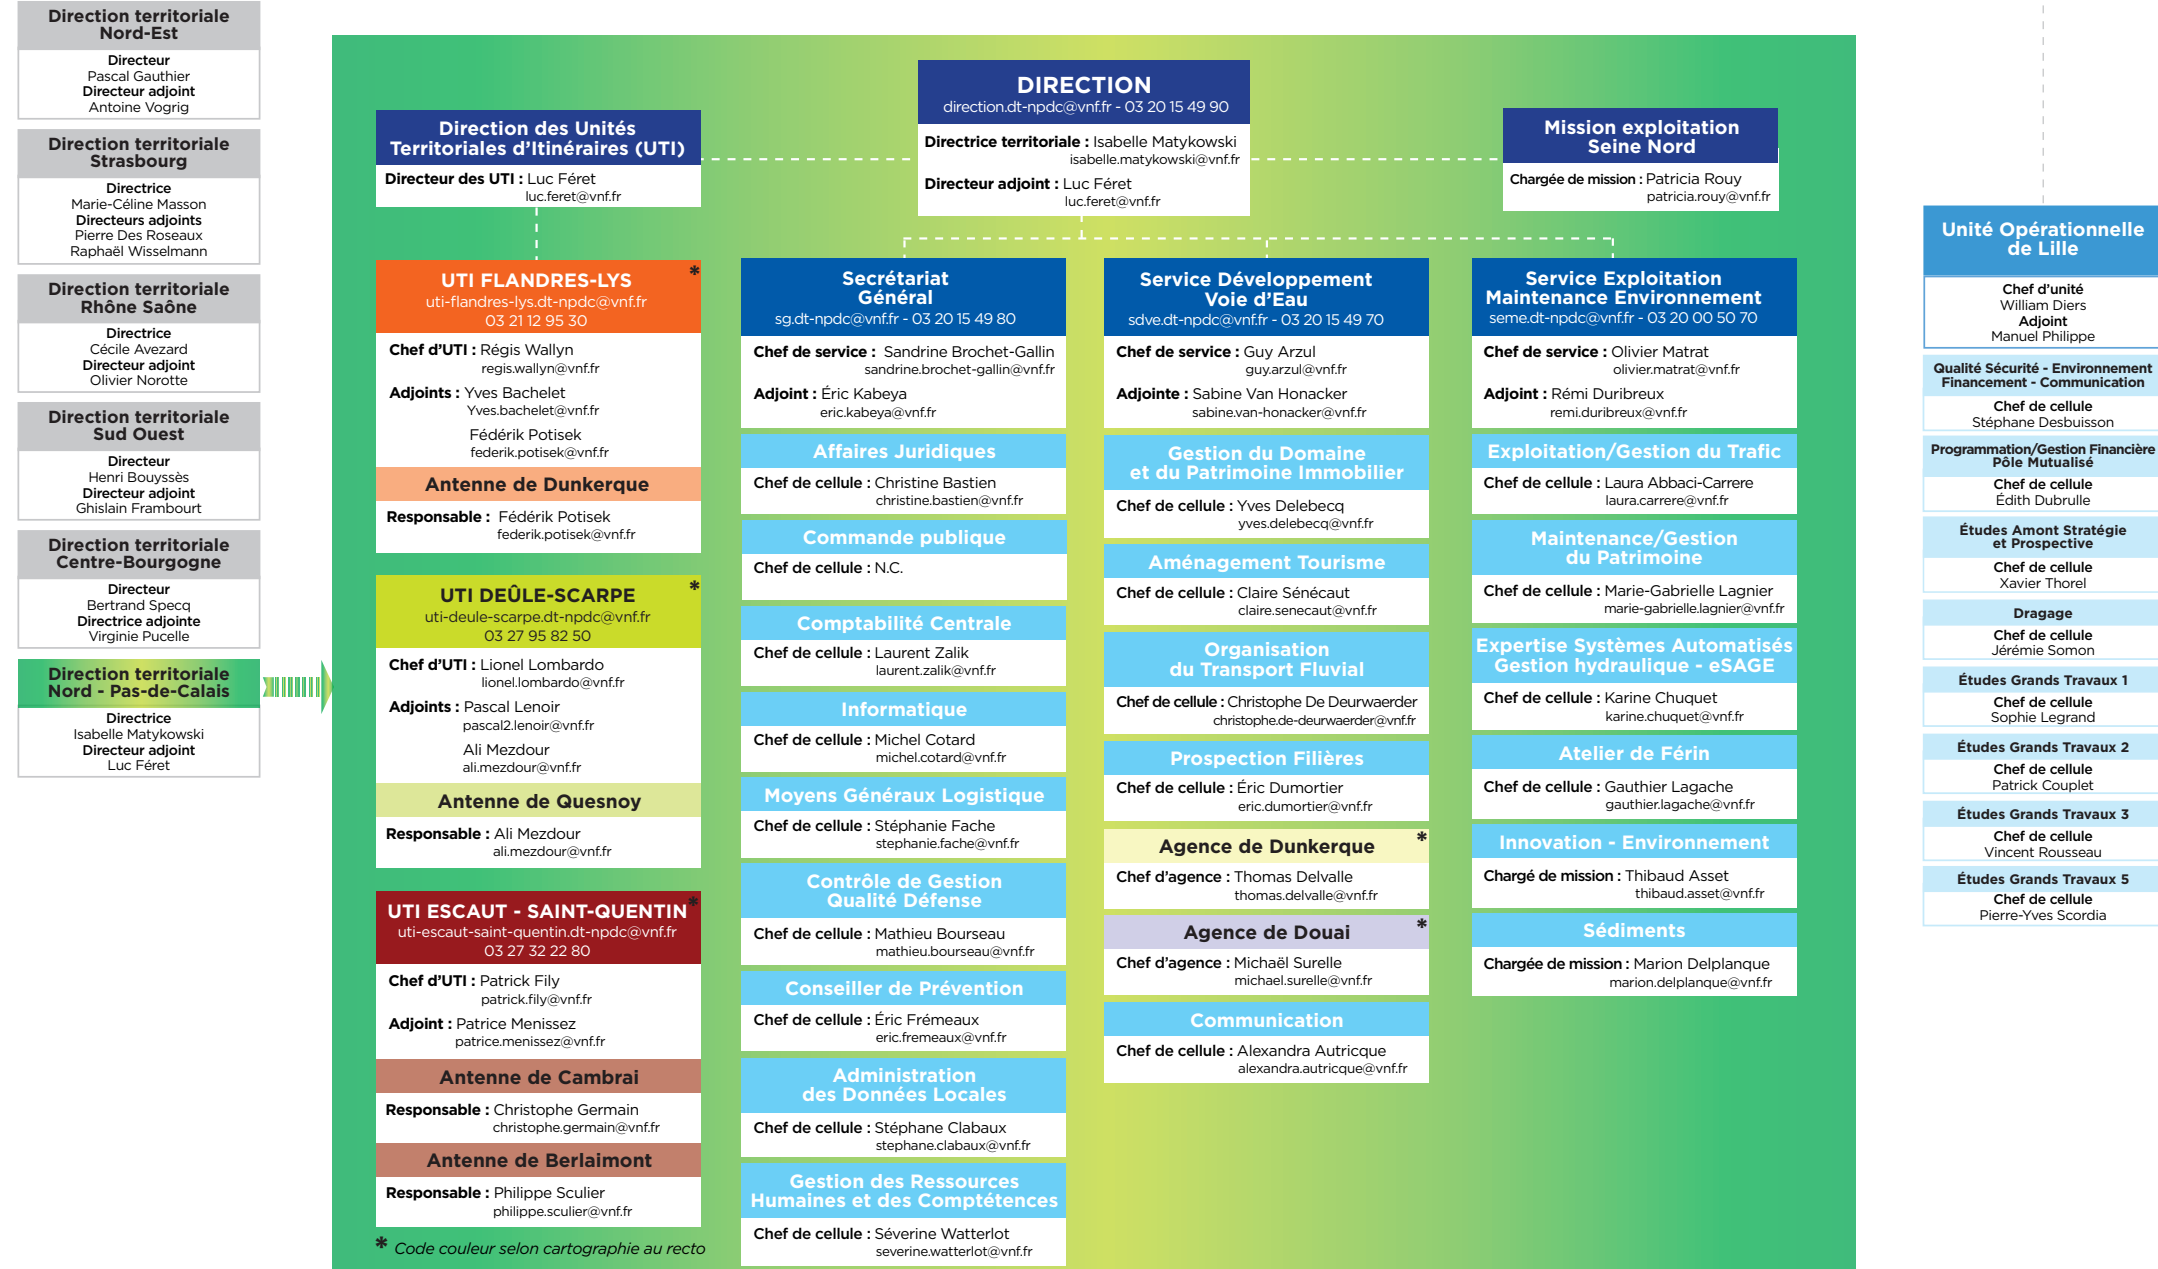 Direction territoriale
Nord-Est
Directeur
Pascal Gauthier
Directeur adjoint
Antoine Vogrig
Direction territoriale
Strasbourg
Directrice
Marie-Céline Masson
Directeurs adjoints
Pierre Des Roseaux
Raphaël Wisselmann
Direction territoriale
Rhône Saône
Directrice
Cécile Avezard
Directeur adjoint
Olivier Norotte
Direction territoriale
Sud Ouest
Directeur
Henri Bouyssès
Directeur adjoint
Ghislain Frambourt
Direction territoriale
Centre-Bourgogne
Directeur
Bertrand Specq
Directrice adjointe
Virginie Pucelle
Direction territoriale
Nord - Pas-de-Calais
Directrice
Isabelle Matykowski
Directeur adjoint
Luc Féret
DIRECTION
direction.dt-npdc@vnf.fr - 03 20 15 49 90
Directrice territoriale : Isabelle Matykowski
isabelle.matykowski@vnf.fr
Directeur adjoint : Luc Féret
luc.feret@vnf.fr
Direction des Unités
Territoriales d'Itinéraires (UTI)
Directeur des UTI : Luc Féret
luc.feret@vnf.fr
Mission exploitation
Seine Nord
Chargée de mission : Patricia Rouy
patricia.rouy@vnf.fr
UTI FLANDRES-LYS *
uti-flandres-lys.dt-npdc@vnf.fr
03 21 12 95 30
Chef d'UTI : Régis Wallyn
regis.wallyn@vnf.fr
Adjoints : Yves Bachelet
Yves.bachelet@vnf.fr
Fédérik Potisek
federik.potisek@vnf.fr
Antenne de Dunkerque
Responsable : Fédérik Potisek
federik.potisek@vnf.fr
UTI DEÛLE-SCARPE *
uti-deule-scarpe.dt-npdc@vnf.fr
03 27 95 82 50
Chef d'UTI : Lionel Lombardo
lionel.lombardo@vnf.fr
Adjoints : Pascal Lenoir
pascal2.lenoir@vnf.fr
Ali Mezdour
ali.mezdour@vnf.fr
Antenne de Quesnoy
Responsable : Ali Mezdour
ali.mezdour@vnf.fr
UTI ESCAUT - SAINT-QUENTIN *
uti-escaut-saint-quentin.dt-npdc@vnf.fr
03 27 32 22 80
Chef d'UTI : Patrick Fily
patrick.fily@vnf.fr
Adjoint : Patrice Menissez
patrice.menissez@vnf.fr
Antenne de Cambrai
Responsable : Christophe Germain
christophe.germain@vnf.fr
Antenne de Berlaimont
Responsable : Philippe Sculier
philippe.sculier@vnf.fr
* Code couleur selon cartographie au recto
Secrétariat
Général
sg.dt-npdc@vnf.fr - 03 20 15 49 80
Chef de service : Sandrine Brochet-Gallin
sandrine.brochet-gallin@vnf.fr
Adjoint : Éric Kabeya
eric.kabeya@vnf.fr
Affaires Juridiques
Chef de cellule : Christine Bastien
christine.bastien@vnf.fr
Commande publique
Chef de cellule : N.C.
Comptabilité Centrale
Chef de cellule : Laurent Zalik
laurent.zalik@vnf.fr
Informatique
Chef de cellule : Michel Cotard
michel.cotard@vnf.fr
Moyens Généraux Logistique
Chef de cellule : Stéphanie Fache
stephanie.fache@vnf.fr
Contrôle de Gestion
Qualité Défense
Chef de cellule : Mathieu Bourseau
mathieu.bourseau@vnf.fr
Conseiller de Prévention
Chef de cellule : Éric Frémeaux
eric.fremeaux@vnf.fr
Administration
des Données Locales
Chef de cellule : Stéphane Clabaux
stephane.clabaux@vnf.fr
Gestion des Ressources
Humaines et des Comptétences
Chef de cellule : Séverine Watterlot
severine.watterlot@vnf.fr
Service Développement
Voie d'Eau
sdve.dt-npdc@vnf.fr - 03 20 15 49 70
Chef de service : Guy Arzul
guy.arzul@vnf.fr
Adjointe : Sabine Van Honacker
sabine.van-honacker@vnf.fr
Gestion du Domaine
et du Patrimoine Immobilier
Chef de cellule : Yves Delebecq
yves.delebecq@vnf.fr
Aménagement Tourisme
Chef de cellule : Claire Sénécaut
claire.senecaut@vnf.fr
Organisation
du Transport Fluvial
Chef de cellule : Christophe De Deurwaerder
christophe.de-deurwaerder@vnf.fr
Prospection Filières
Chef de cellule : Éric Dumortier
eric.dumortier@vnf.fr
Agence de Dunkerque *
Chef d'agence : Thomas Delvalle
thomas.delvalle@vnf.fr
Agence de Douai *
Chef d'agence : Michaël Surelle
michael.surelle@vnf.fr
Communication
Chef de cellule : Alexandra Autricque
alexandra.autricque@vnf.fr
Service Exploitation
Maintenance Environnement
seme.dt-npdc@vnf.fr - 03 20 00 50 70
Chef de service : Olivier Matrat
olivier.matrat@vnf.fr
Adjoint : Rémi Duribreux
remi.duribreux@vnf.fr
Exploitation/Gestion du Trafic
Chef de cellule : Laura Abbaci-Carrere
laura.carrere@vnf.fr
Maintenance/Gestion
du Patrimoine
Chef de cellule : Marie-Gabrielle Lagnier
marie-gabrielle.lagnier@vnf.fr
Expertise Systèmes Automatisés
Gestion hydraulique - eSAGE
Chef de cellule : Karine Chuquet
karine.chuquet@vnf.fr
Atelier de Férin
Chef de cellule : Gauthier Lagache
gauthier.lagache@vnf.fr
Innovation - Environnement
Chargé de mission : Thibaud Asset
thibaud.asset@vnf.fr
Sédiments
Chargée de mission : Marion Delplanque
marion.delplanque@vnf.fr
Unité Opérationnelle
de Lille
Chef d'unité
William Diers
Adjoint
Manuel Philippe
Qualité Sécurité - Environnement
Financement - Communication
Chef de cellule
Stéphane Desbuisson
Programmation/Gestion Financière
Pôle Mutualisé
Chef de cellule
Édith Dubrulle
Études Amont Stratégie
et Prospective
Chef de cellule
Xavier Thorel
Dragage
Chef de cellule
Jérémie Somon
Études Grands Travaux 1
Chef de cellule
Sophie Legrand
Études Grands Travaux 2
Chef de cellule
Patrick Couplet
Études Grands Travaux 3
Chef de cellule
Vincent Rousseau
Études Grands Travaux 5
Chef de cellule
Pierre-Yves Scordia